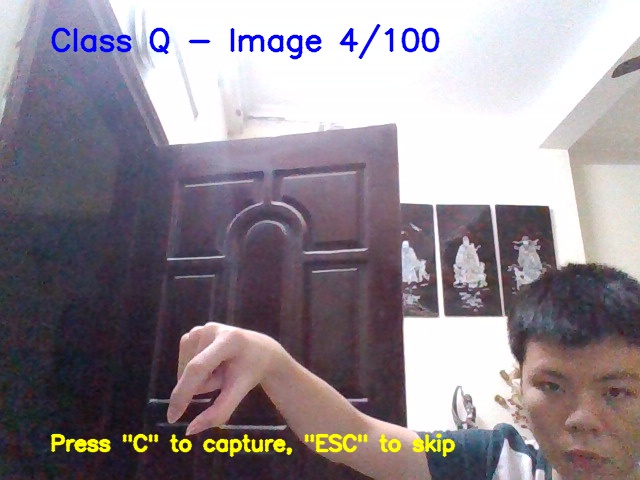 Class Q - Image 4/100
Press "C" to capture, "ESC" to skip